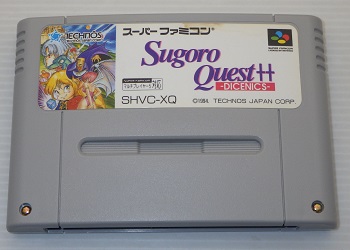 TECHNOS
スーパーファミコン
Sugoro
Quest++
-DICENICS-
SHVC-XQ
©1994 TECHNOS JAPAN CORP.